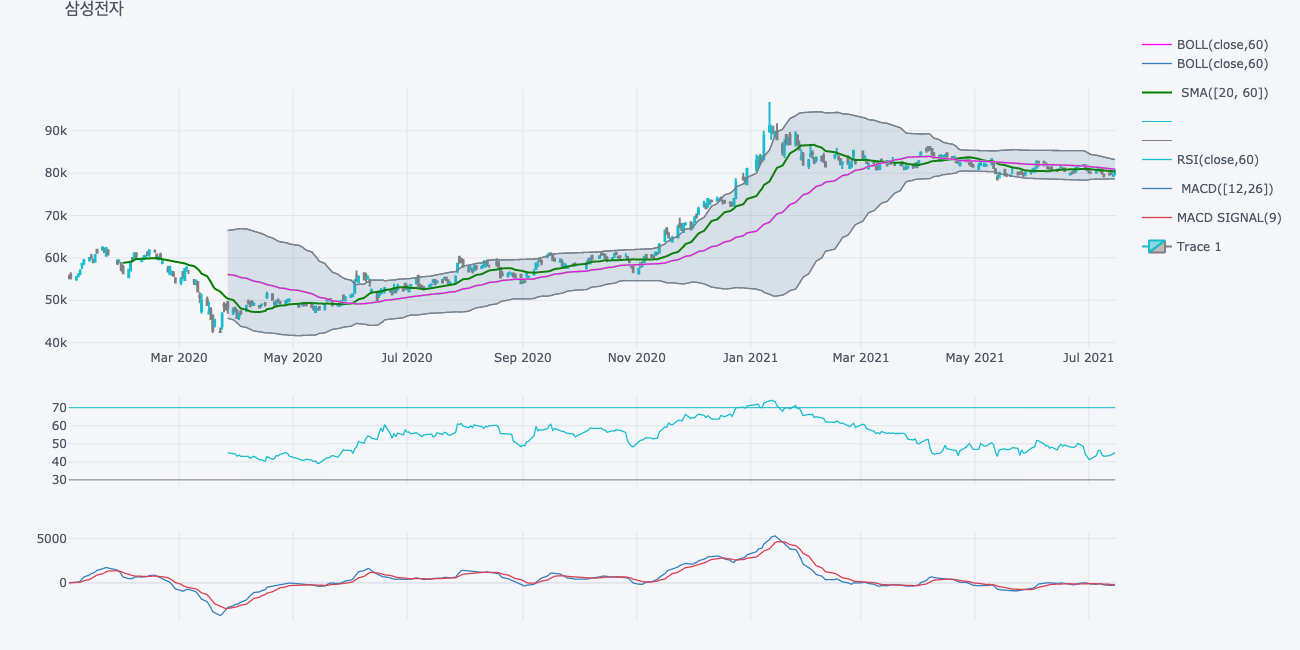 삼성전자
BOLL(close,60)
BOLL(close,60)
SMA([20, 60])
RSI(close,60)
MACD([12,26])
MACD SIGNAL(9)
Trace 1
90k
80k
70k
60k
50k
40k
Mar 2020 May 2020 Jul 2020 Sep 2020 Nov 2020 Jan 2021 Mar 2021 May 2021 Jul 2021
70
60
50
40
30
5000
0